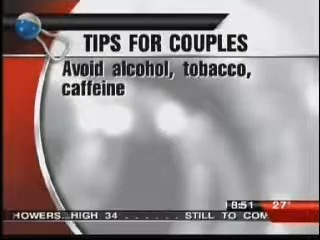 TIPS FOR COUPLES
Avoid alcohol, tobacco,
caffeine
8:51 27°
HOWERS...HIGH 34 . . . . . . STILL TO COM